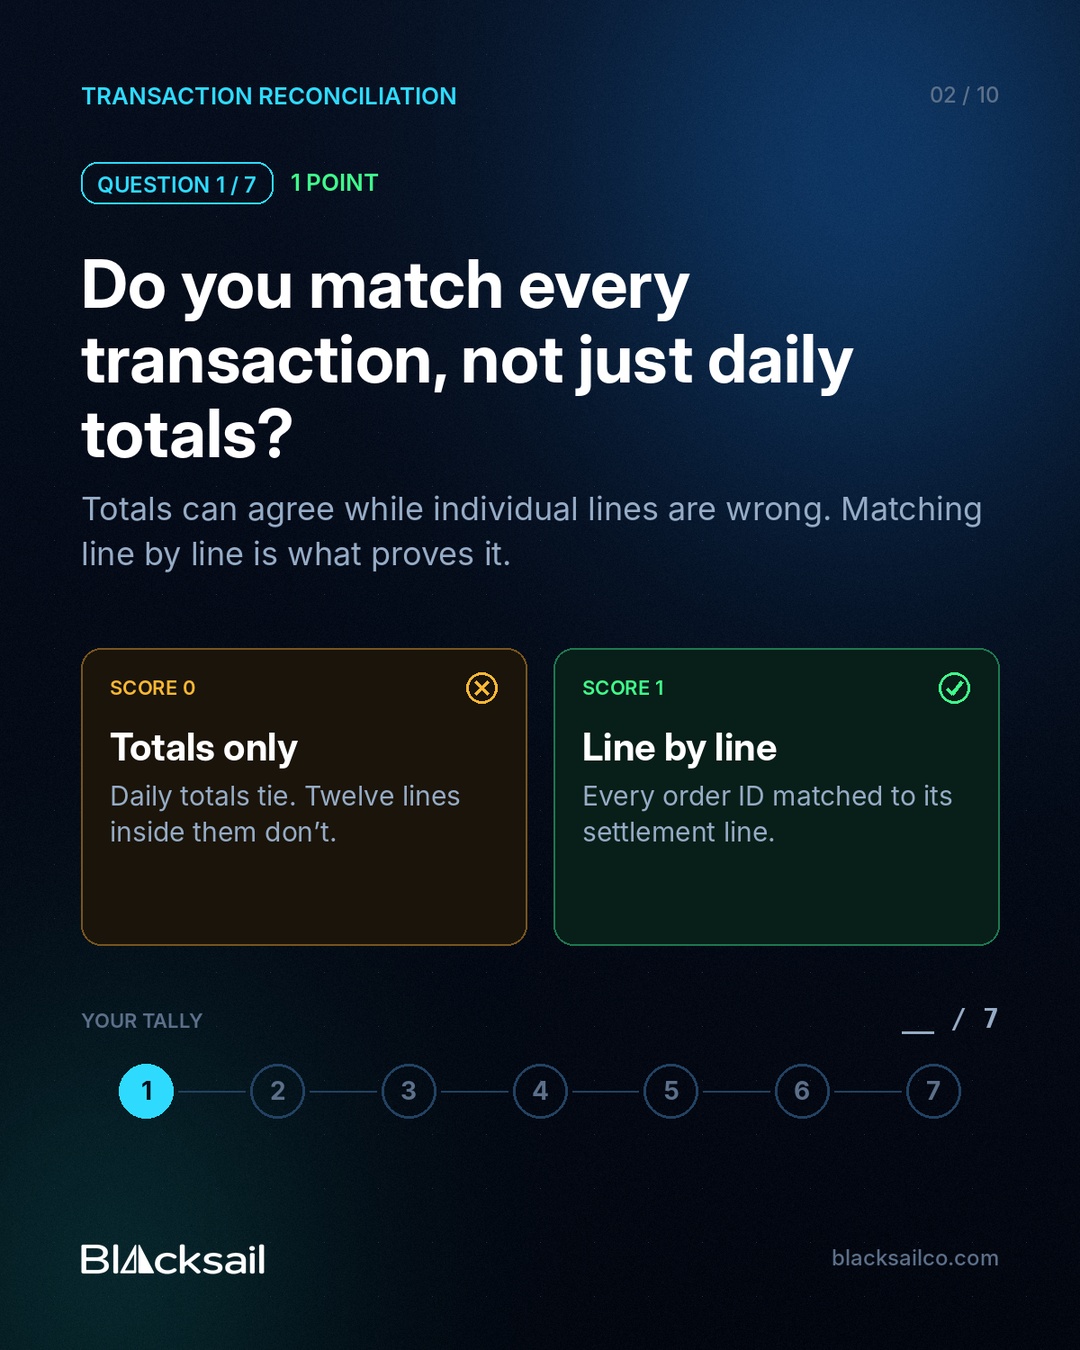 TRANSACTION RECONCILIATION
02 / 10
QUESTION 1 / 7
1 POINT
Do you match every
transaction, not just daily
totals?
Totals can agree while individual lines are wrong. Matching
line by line is what proves it.
SCORE 0
Totals only
Daily totals tie. Twelve lines
inside them don’t.
SCORE 1
Line by line
Every order ID matched to its
settlement line.
YOUR TALLY
__ / 7
1 2 3 4 5 6 7
Blacksail
blacksailco.com